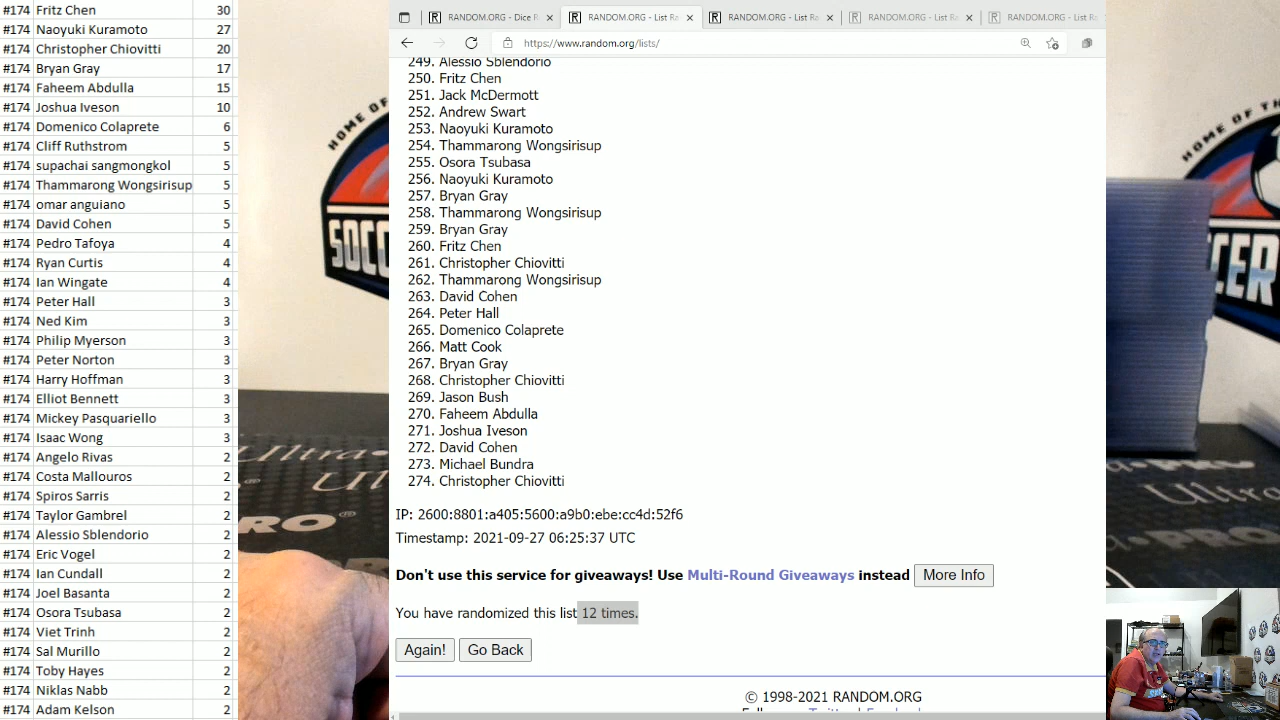 #174 Fritz Chen 30
#174 Naoyuki Kuramoto 27
#174 Christopher Chiovitti 20
#174 Bryan Gray 17
#174 Faheem Abdulla 15
#174 Joshua Iveson 10
#174 Domenico Colaprete 6
#174 Cliff Ruthstrom 5
#174 supachai sangmongkol 5
#174 Thammarong Wongsirisup 5
#174 omar anguiano 5
#174 David Cohen 5
#174 Pedro Tafoya 4
#174 Ryan Curtis 4
#174 Ian Wingate 4
#174 Peter Hall 3
#174 Ned Kim 3
#174 Philip Myerson 3
#174 Peter Norton 3
#174 Harry Hoffman 3
#174 Elliot Bennett 3
#174 Mickey Pasquariello 3
#174 Isaac Wong 3
#174 Angelo Rivas 2
#174 Costa Mallouros 2
#174 Spiros Sarris 2
#174 Taylor Gambrel 2
#174 Alessio Sblendorio 2
#174 Eric Vogel 2
#174 Ian Cundall 2
#174 Joel Basanta 2
#174 Osora Tsubasa 2
#174 Viet Trinh 2
#174 Sal Murillo 2
#174 Toby Hayes 2
#174 Niklas Nabb 2
#174 Adam Kelson 2
HOME OF THE
SOCCER
Ultra
PRO
RANDOM.ORG - Dice R
RANDOM.ORG - List Ra
RANDOM.ORG - List Ra
RANDOM.ORG - List Ra
RANDOM.ORG - List Ra
https://www.random.org/lists/
249. Alessio Sblendorio
250. Fritz Chen
251. Jack McDermott
252. Andrew Swart
253. Naoyuki Kuramoto
254. Thammarong Wongsirisup
255. Osora Tsubasa
256. Naoyuki Kuramoto
257. Bryan Gray
258. Thammarong Wongsirisup
259. Bryan Gray
260. Fritz Chen
261. Christopher Chiovitti
262. Thammarong Wongsirisup
263. David Cohen
264. Peter Hall
265. Domenico Colaprete
266. Matt Cook
267. Bryan Gray
268. Christopher Chiovitti
269. Jason Bush
270. Faheem Abdulla
271. Joshua Iveson
272. David Cohen
273. Michael Bundra
274. Christopher Chiovitti
IP: 2600:8801:a405:5600:a9b0:ebe:cc4d:52f6
Timestamp: 2021-09-27 06:25:37 UTC
Don't use this service for giveaways! Use Multi-Round Giveaways instead More Info
You have randomized this list 12 times.
Again! Go Back
© 1998-2021 RANDOM.ORG